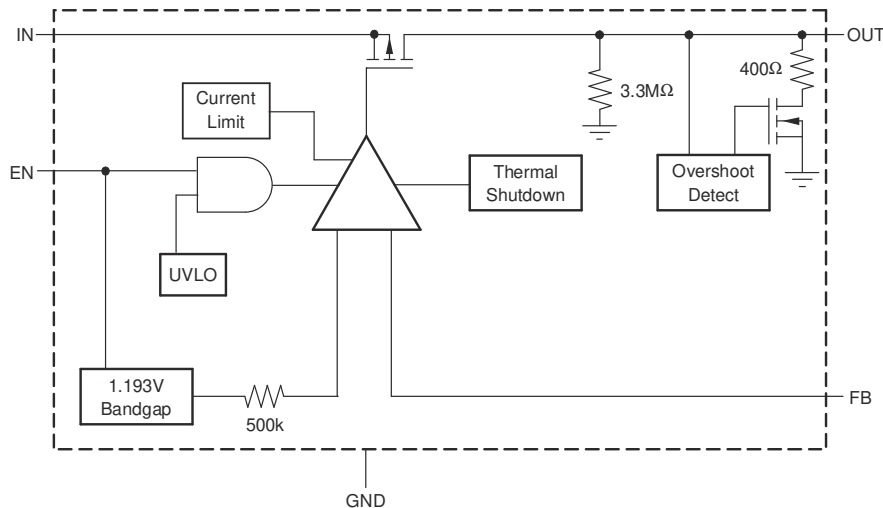 IN
OUT
400Ω
3.3MΩ
Current
Limit
EN
Thermal
Shutdown
Overshoot
Detect
UVLO
1.193V
Bandgap
500k
FB
GND